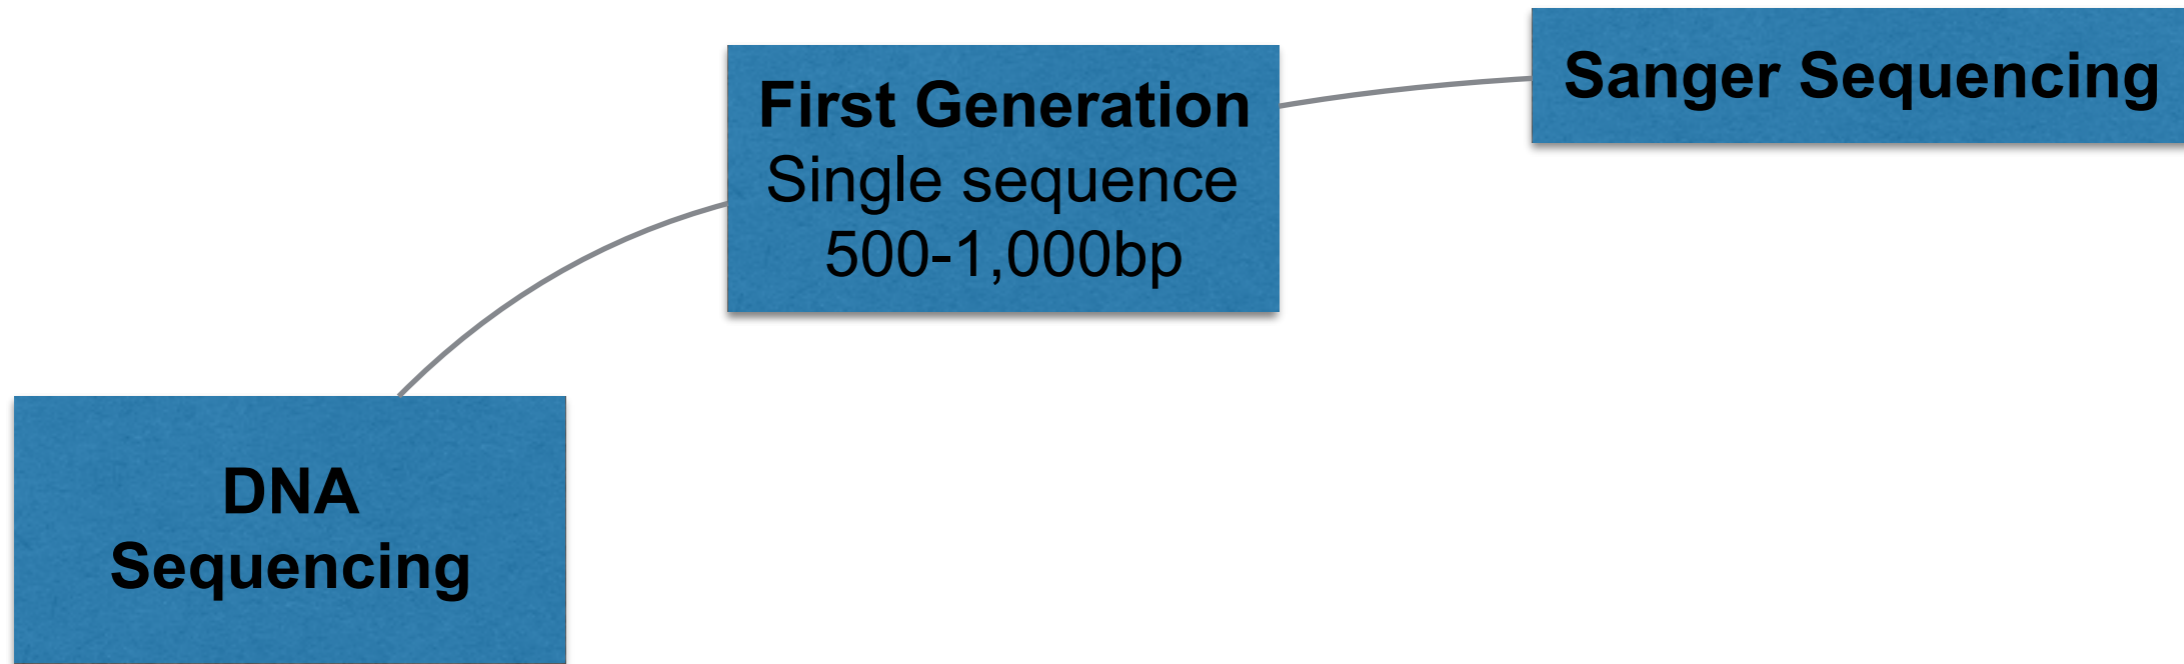 First Generation
Single sequence
500-1,000bp
Sanger Sequencing
DNA
Sequencing